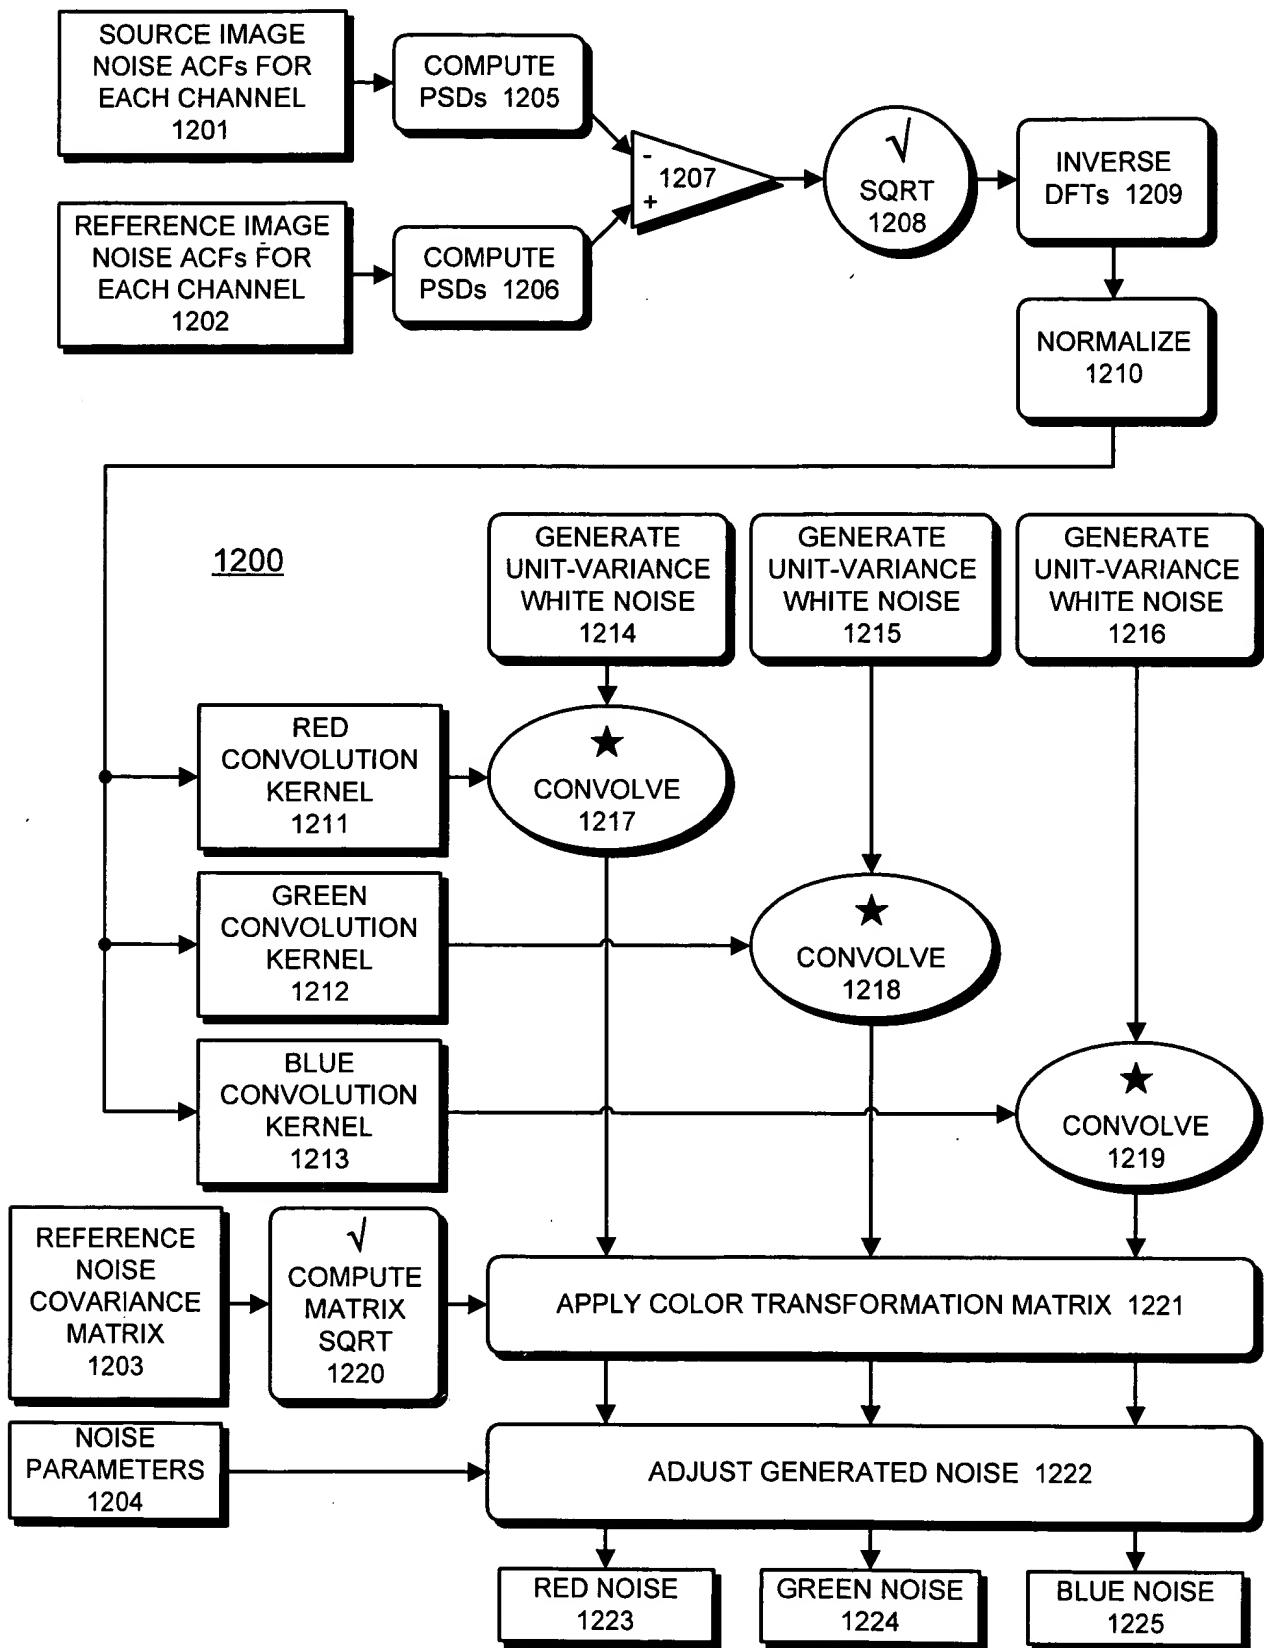 SOURCE IMAGE
NOISE ACFs FOR
EACH CHANNEL
1201
COMPUTE
PSDs 1205
REFERENCE IMAGE
NOISE ACFs FOR
EACH CHANNEL
1202
COMPUTE
PSDs 1206
-
1207
+
√
SQRT
1208
INVERSE
DFTs 1209
NORMALIZE
1210
1200
GENERATE
UNIT-VARIANCE
WHITE NOISE
1214
GENERATE
UNIT-VARIANCE
WHITE NOISE
1215
GENERATE
UNIT-VARIANCE
WHITE NOISE
1216
RED
CONVOLUTION
KERNEL
1211
★
CONVOLVE
1217
GREEN
CONVOLUTION
KERNEL
1212
★
CONVOLVE
1218
BLUE
CONVOLUTION
KERNEL
1213
★
CONVOLVE
1219
REFERENCE
NOISE
COVARIANCE
MATRIX
1203
√
COMPUTE
MATRIX
SQRT
1220
APPLY COLOR TRANSFORMATION MATRIX 1221
NOISE
PARAMETERS
1204
ADJUST GENERATED NOISE 1222
RED NOISE
1223
GREEN NOISE
1224
BLUE NOISE
1225